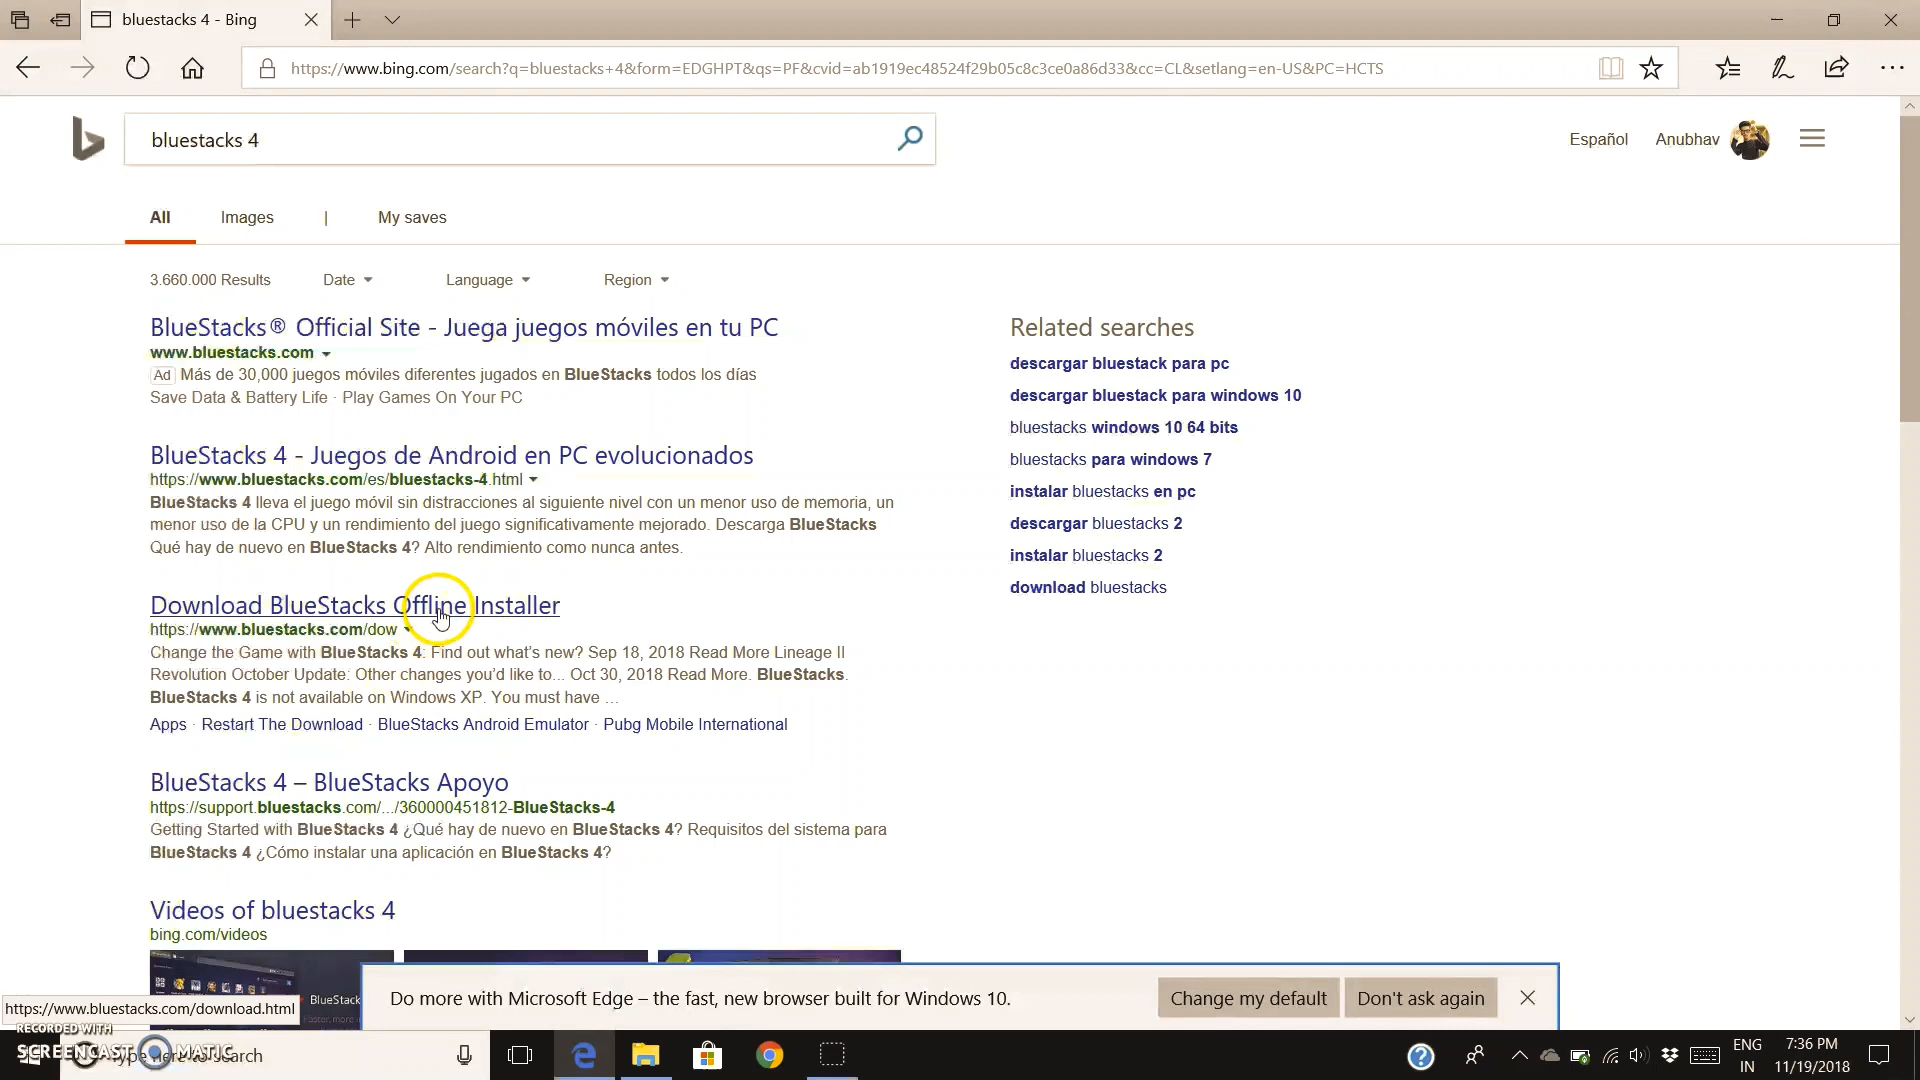 bluestacks 4 - Bing
https://www.bing.com/search?q=bluestacks+4&form=EDGHPT&qs=PF&cvid=ab1919ec48524f29b05c8c3ce0a86d33&cc=CL&setlang=en-US&PC=HCTS
bluestacks 4
Español Anubhav
All Images | My saves
3.660.000 Results Date Language Region
BlueStacks® Official Site - Juega juegos móviles en tu PC
www.bluestacks.com
Ad Más de 30,000 juegos móviles diferentes jugados en BlueStacks todos los días
Save Data & Battery Life · Play Games On Your PC
BlueStacks 4 - Juegos de Android en PC evolucionados
https://www.bluestacks.com/es/bluestacks-4.html
BlueStacks 4 lleva el juego móvil sin distracciones al siguiente nivel con un menor uso de memoria, un
menor uso de la CPU y un rendimiento del juego significativamente mejorado. Descarga BlueStacks
Qué hay de nuevo en BlueStacks 4? Alto rendimiento como nunca antes.
Download BlueStacks Offline Installer
https://www.bluestacks.com/dow
Change the Game with BlueStacks 4: Find out what's new? Sep 18, 2018 Read More Lineage II
Revolution October Update: Other changes you'd like to... Oct 30, 2018 Read More. BlueStacks.
BlueStacks 4 is not available on Windows XP. You must have ...
Apps · Restart The Download · BlueStacks Android Emulator · Pubg Mobile International
BlueStacks 4 – BlueStacks Apoyo
https://support.bluestacks.com/.../360000451812-BlueStacks-4
Getting Started with BlueStacks 4 ¿Qué hay de nuevo en BlueStacks 4? Requisitos del sistema para
BlueStacks 4 ¿Cómo instalar una aplicación en BlueStacks 4?
Videos of bluestacks 4
bing.com/videos
Related searches
descargar bluestack para pc
descargar bluestack para windows 10
bluestacks windows 10 64 bits
bluestacks para windows 7
instalar bluestacks en pc
descargar bluestacks 2
instalar bluestacks 2
download bluestacks
BlueStack
Do more with Microsoft Edge – the fast, new browser built for Windows 10. Change my default Don't ask again
https://www.bluestacks.com/download.html
RECORDED WITH
SCREENCAST MATIC
Type here to search
ENG
IN
7:36 PM
11/19/2018